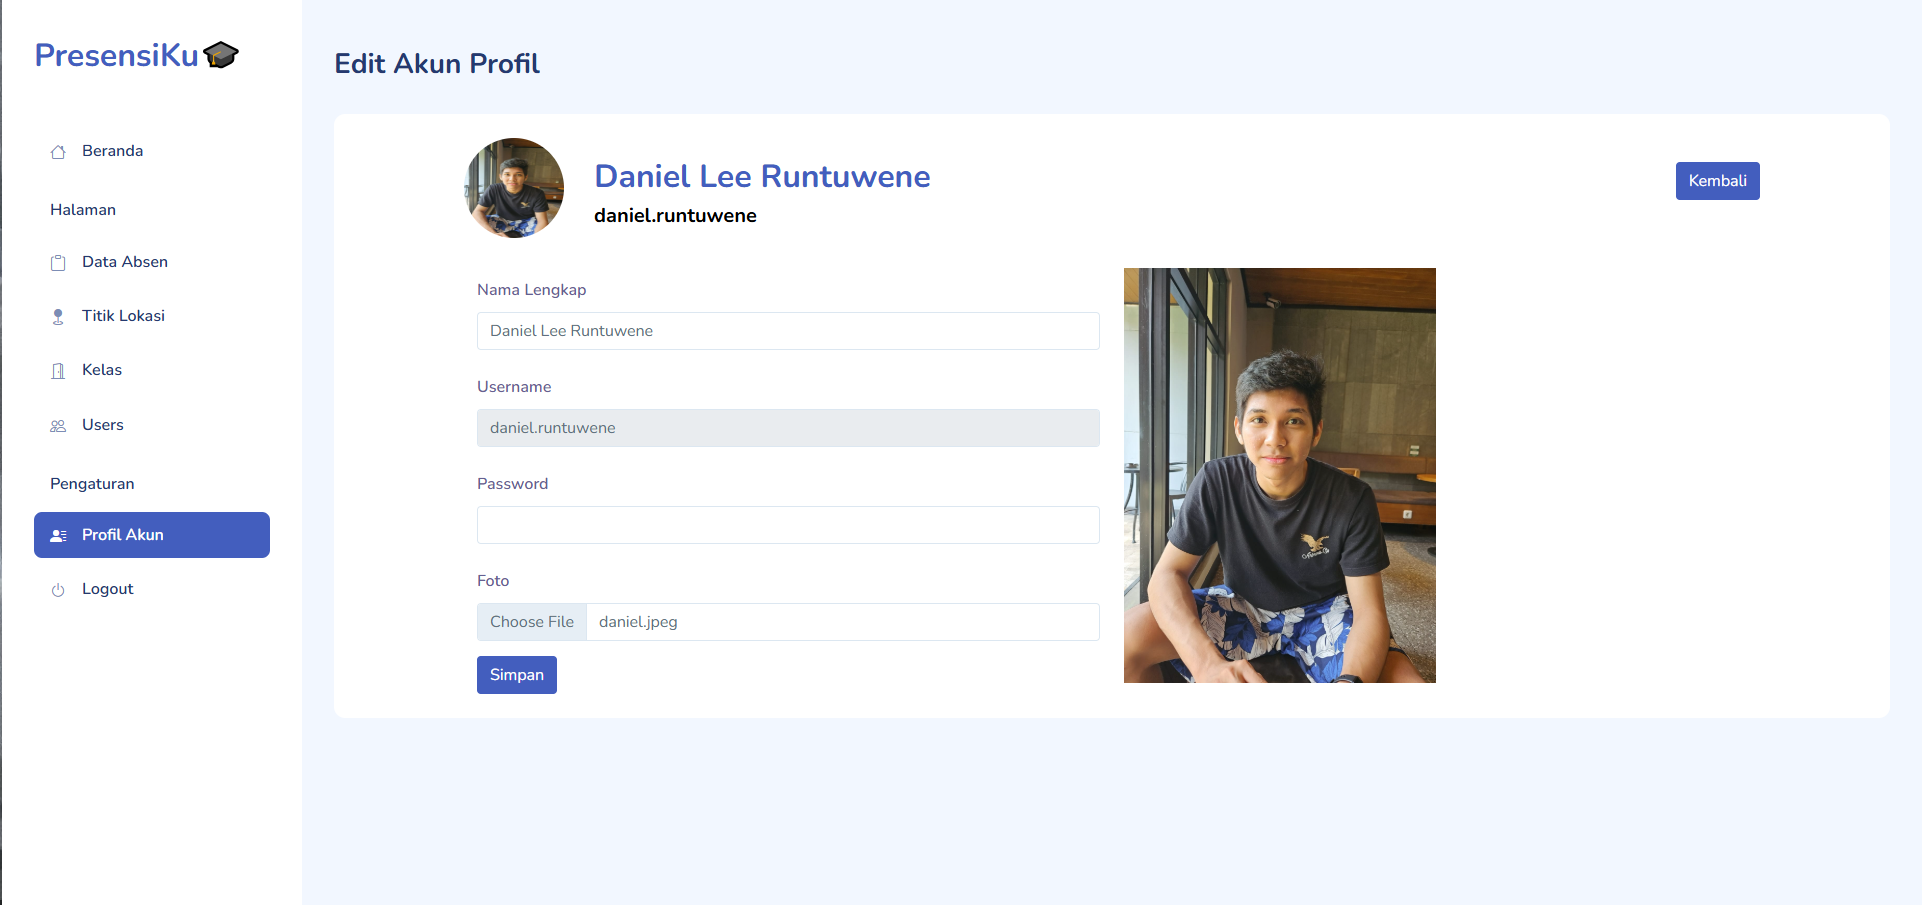 PresensiKu
Beranda
Halaman
Data Absen
Titik Lokasi
Kelas
Users
Pengaturan
Profil Akun
Logout
Edit Akun Profil
Daniel Lee Runtuwene
daniel.runtuwene
Kembali
Nama Lengkap
Daniel Lee Runtuwene
Username
daniel.runtuwene
Password
Foto
Choose File daniel.jpeg
Simpan